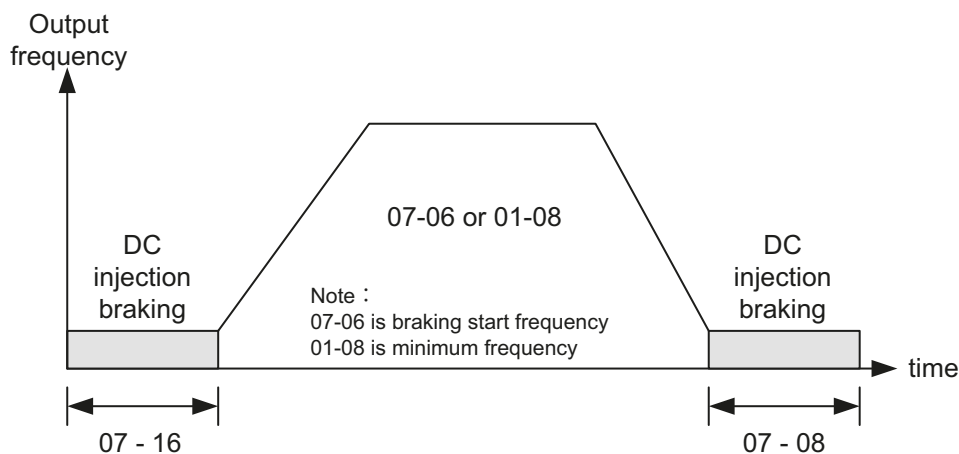 Output
frequency
07-06 or 01-08
DC
injection
braking
DC
injection
braking
Note：
07-06 is braking start frequency
01-08 is minimum frequency
time
07 - 16
07 - 08